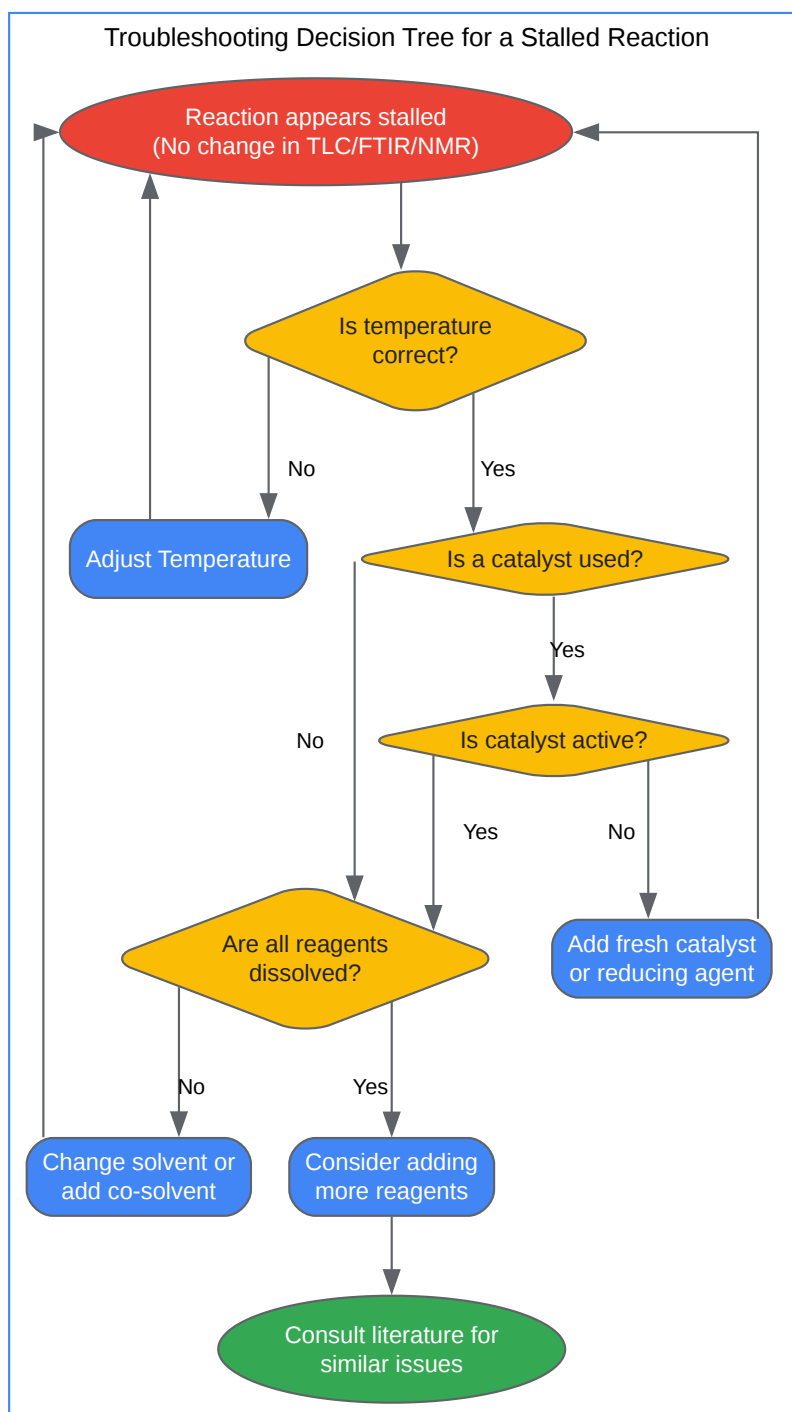 Troubleshooting Decision Tree for a Stalled Reaction
Reaction appears stalled
(No change in TLC/FTIR/NMR)
Is temperature
correct?
No
Yes
Adjust Temperature
Is a catalyst used?
Yes
No
Is catalyst active?
Yes
No
Are all reagents
dissolved?
Add fresh catalyst
or reducing agent
No
Yes
Change solvent or
add co-solvent
Consider adding
more reagents
Consult literature for
similar issues